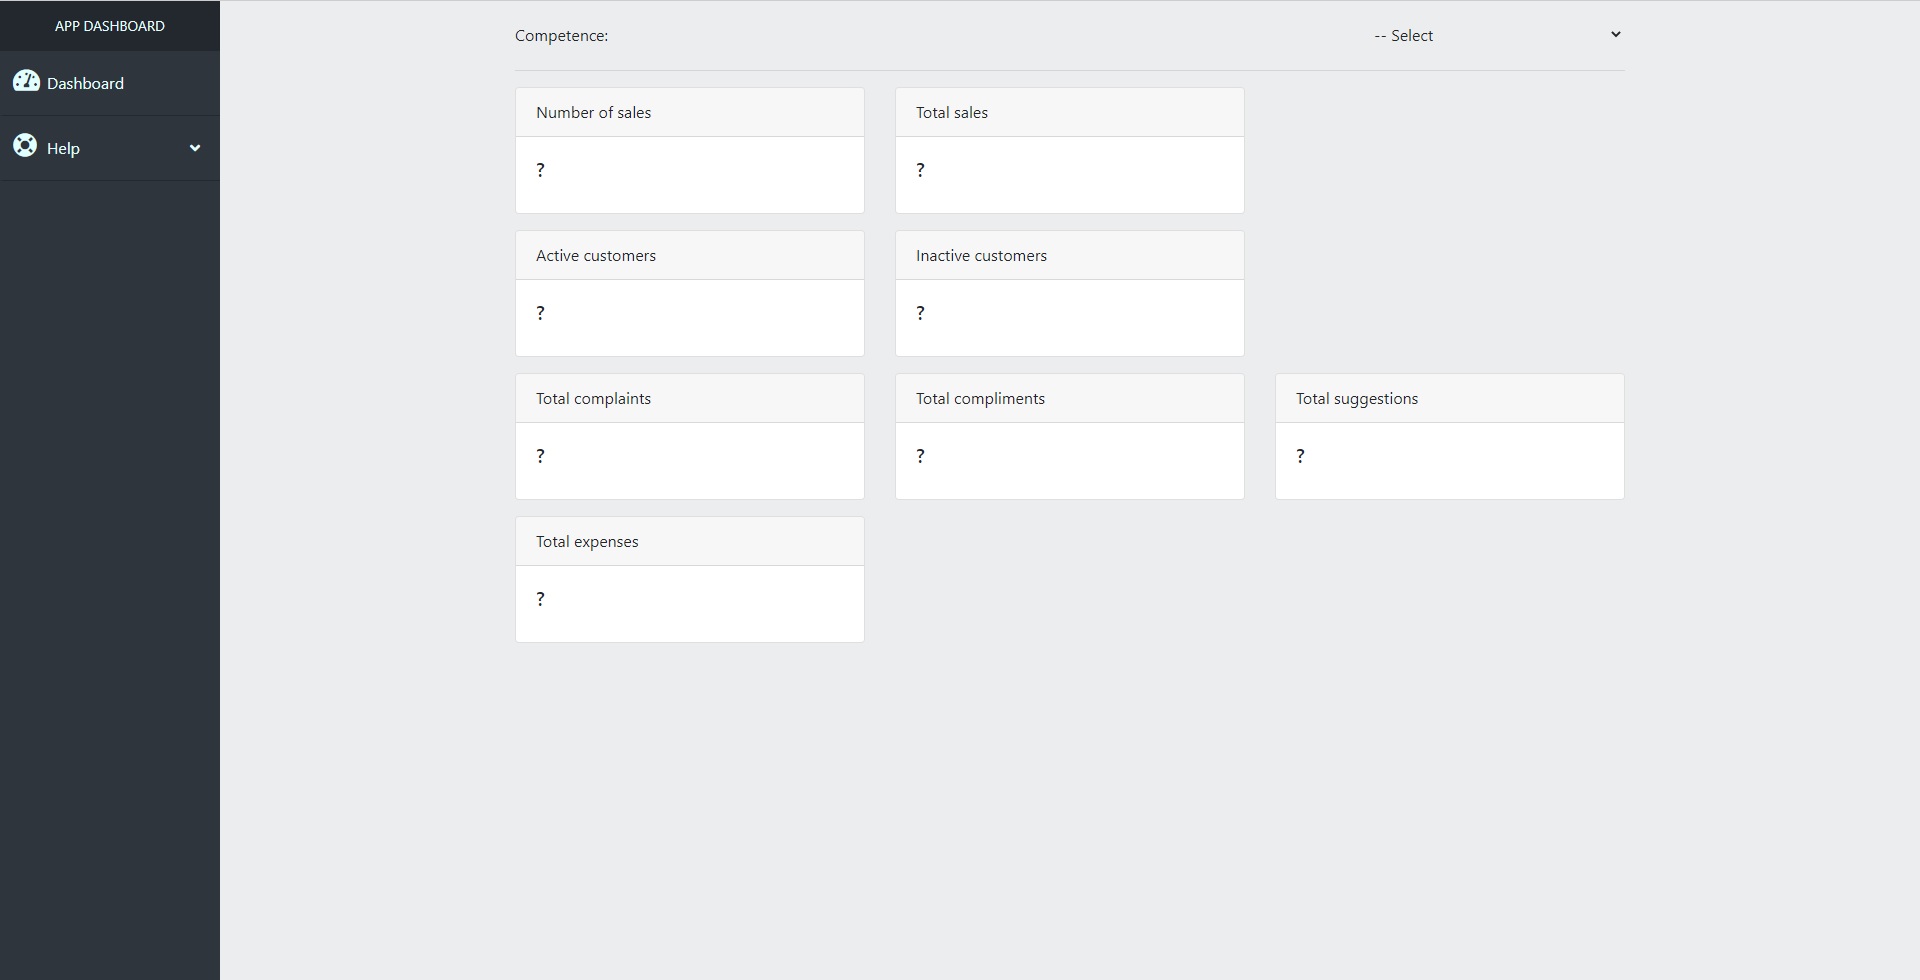 APP DASHBOARD
Dashboard
Help
Competence:
-- Select
Number of sales
?
Total sales
?
Active customers
?
Inactive customers
?
Total complaints
?
Total compliments
?
Total suggestions
?
Total expenses
?